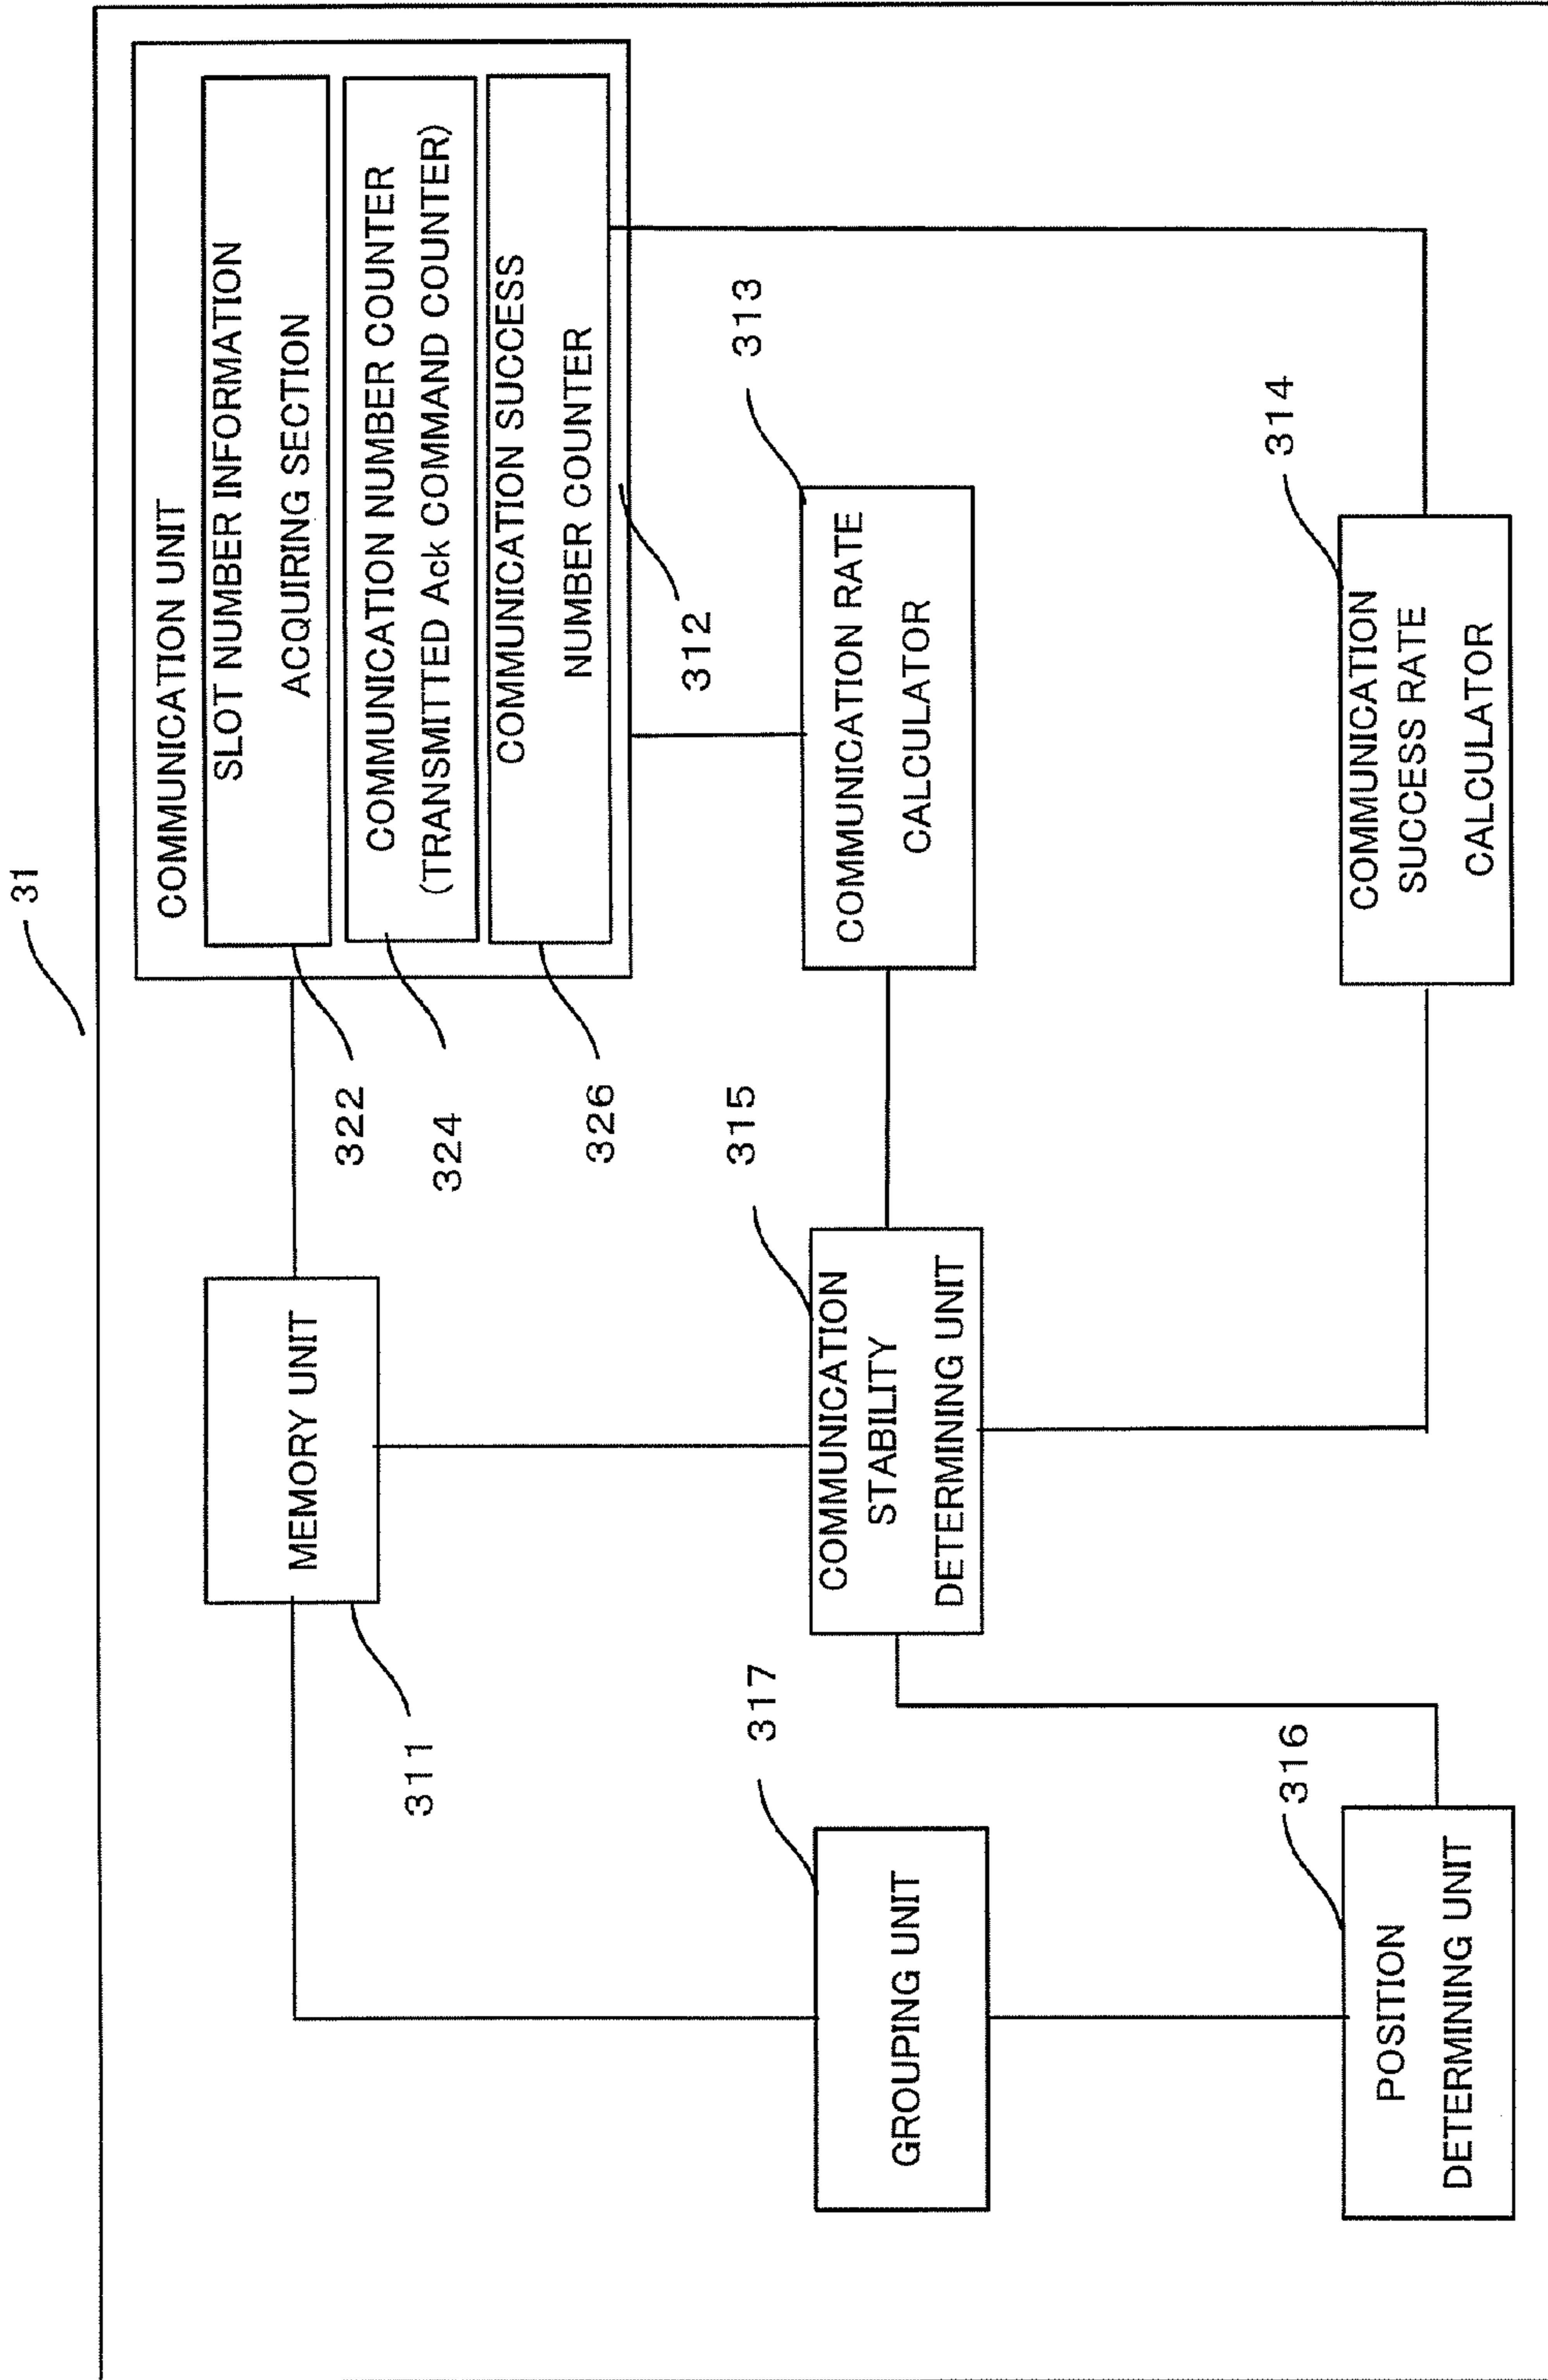 31
COMMUNICATION UNIT
SLOT NUMBER INFORMATION
ACQUIRING SECTION
COMMUNICATION NUMBER COUNTER
(TRANSMITTED Ack COMMAND COUNTER)
COMMUNICATION SUCCESS
NUMBER COUNTER
322
324
326
312
MEMORY UNIT
311
313
COMMUNICATION RATE
CALCULATOR
315
COMMUNICATION
STABILITY
DETERMINING UNIT
317
GROUPING UNIT
314
COMMUNICATION
SUCCESS RATE
CALCULATOR
316
POSITION
DETERMINING UNIT